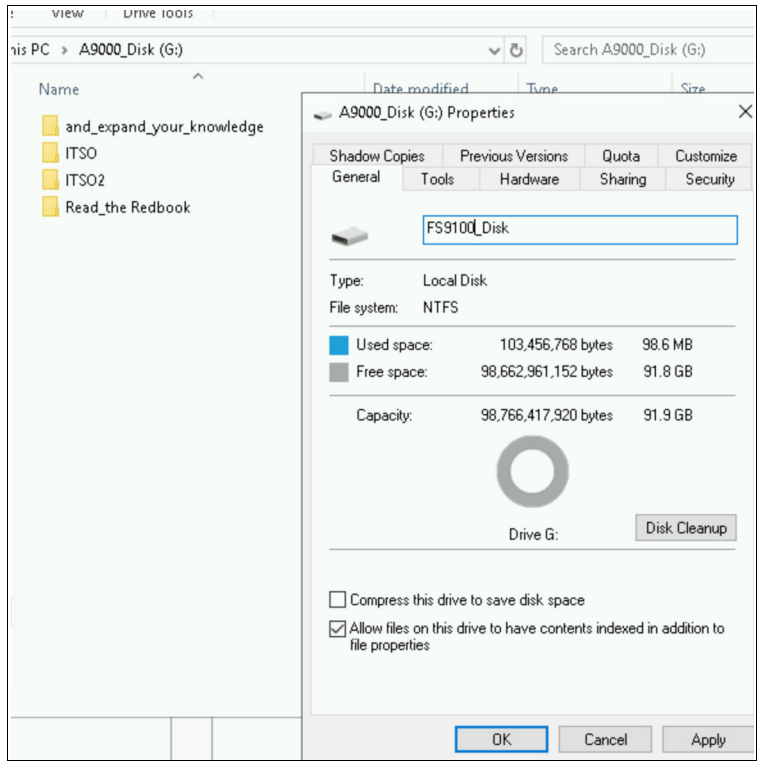 View Drive Tools
his PC > A9000_Disk (G:) Search A9000_Disk (G:)
Name Date modified Type Size
and_expand_your_knowledge
ITSO
ITSO2
Read_the Redbook
A9000_Disk (G:) Properties
Shadow Copies Previous Versions Quota Customize
General Tools Hardware Sharing Security
FS9100_Disk
Type: Local Disk
File system: NTFS
Used space: 103,456,768 bytes 98.6 MB
Free space: 98,662,961,152 bytes 91.8 GB
Capacity: 98,766,417,920 bytes 91.9 GB
Drive G: Disk Cleanup
Compress this drive to save disk space
Allow files on this drive to have contents indexed in addition to
file properties
OK Cancel Apply